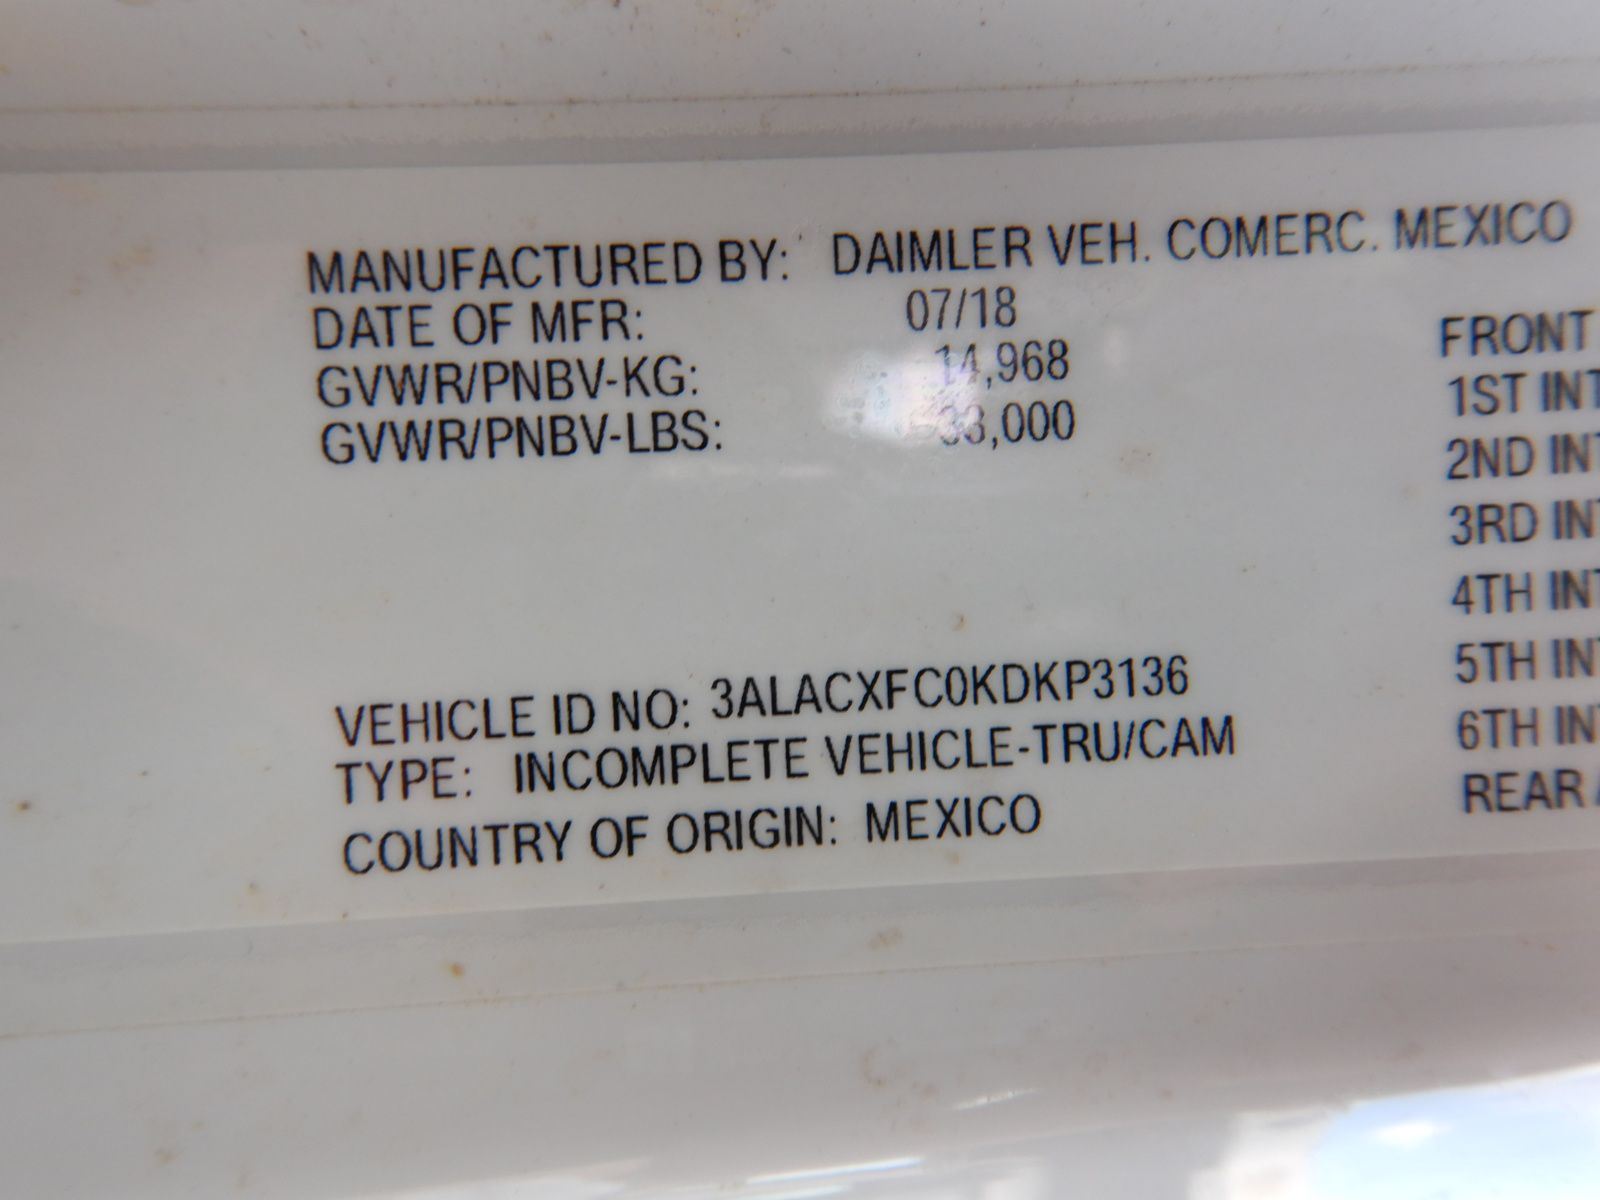 MANUFACTURED BY: DAIMLER VEH. COMERC. MEXICO
DATE OF MFR: 07/18
GVWR/PNBV-KG: 14,968
GVWR/PNBV-LBS: 33,000
VEHICLE ID NO: 3ALACXFC0KDKP3136
TYPE: INCOMPLETE VEHICLE-TRU/CAM
COUNTRY OF ORIGIN: MEXICO
FRONT
1ST INT
2ND INT
3RD INT
4TH INT
5TH INT
6TH INT
REAR